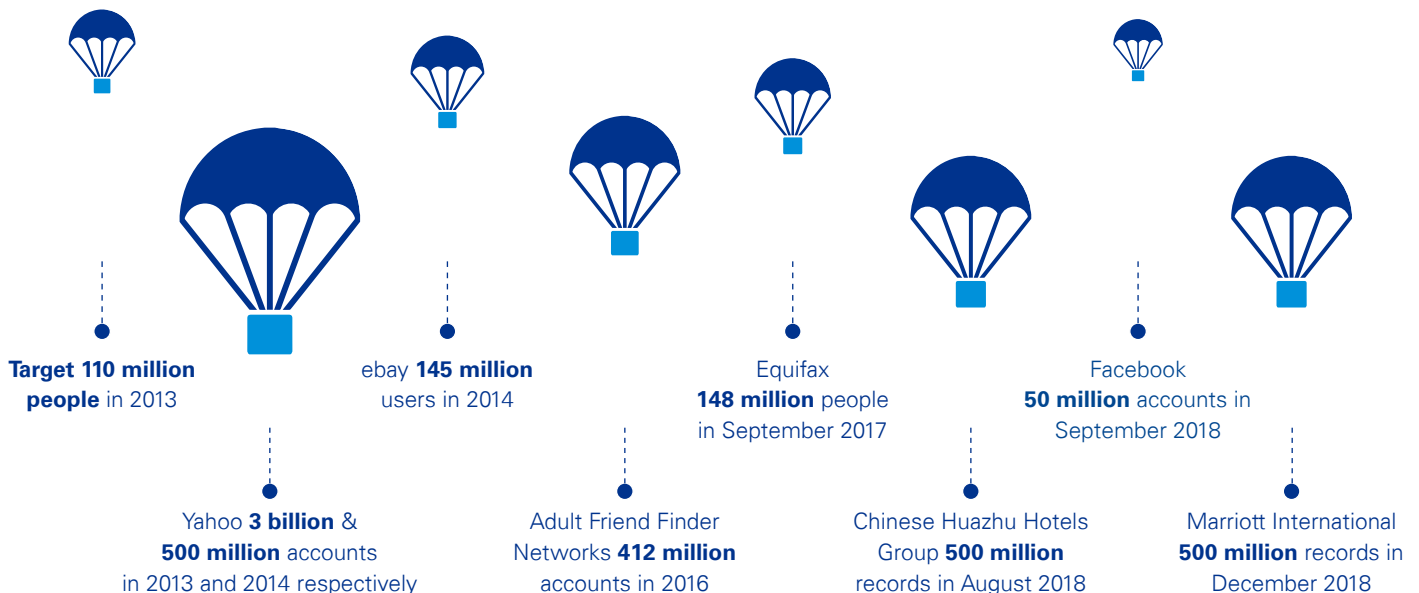 Target 110 million
people in 2013
Yahoo 3 billion &
500 million accounts
in 2013 and 2014 respectively
ebay 145 million
users in 2014
Adult Friend Finder
Networks 412 million
accounts in 2016
Equifax
148 million people
in September 2017
Chinese Huazhu Hotels
Group 500 million
records in August 2018
Facebook
50 million accounts in
September 2018
Marriott International
500 million records in
December 2018